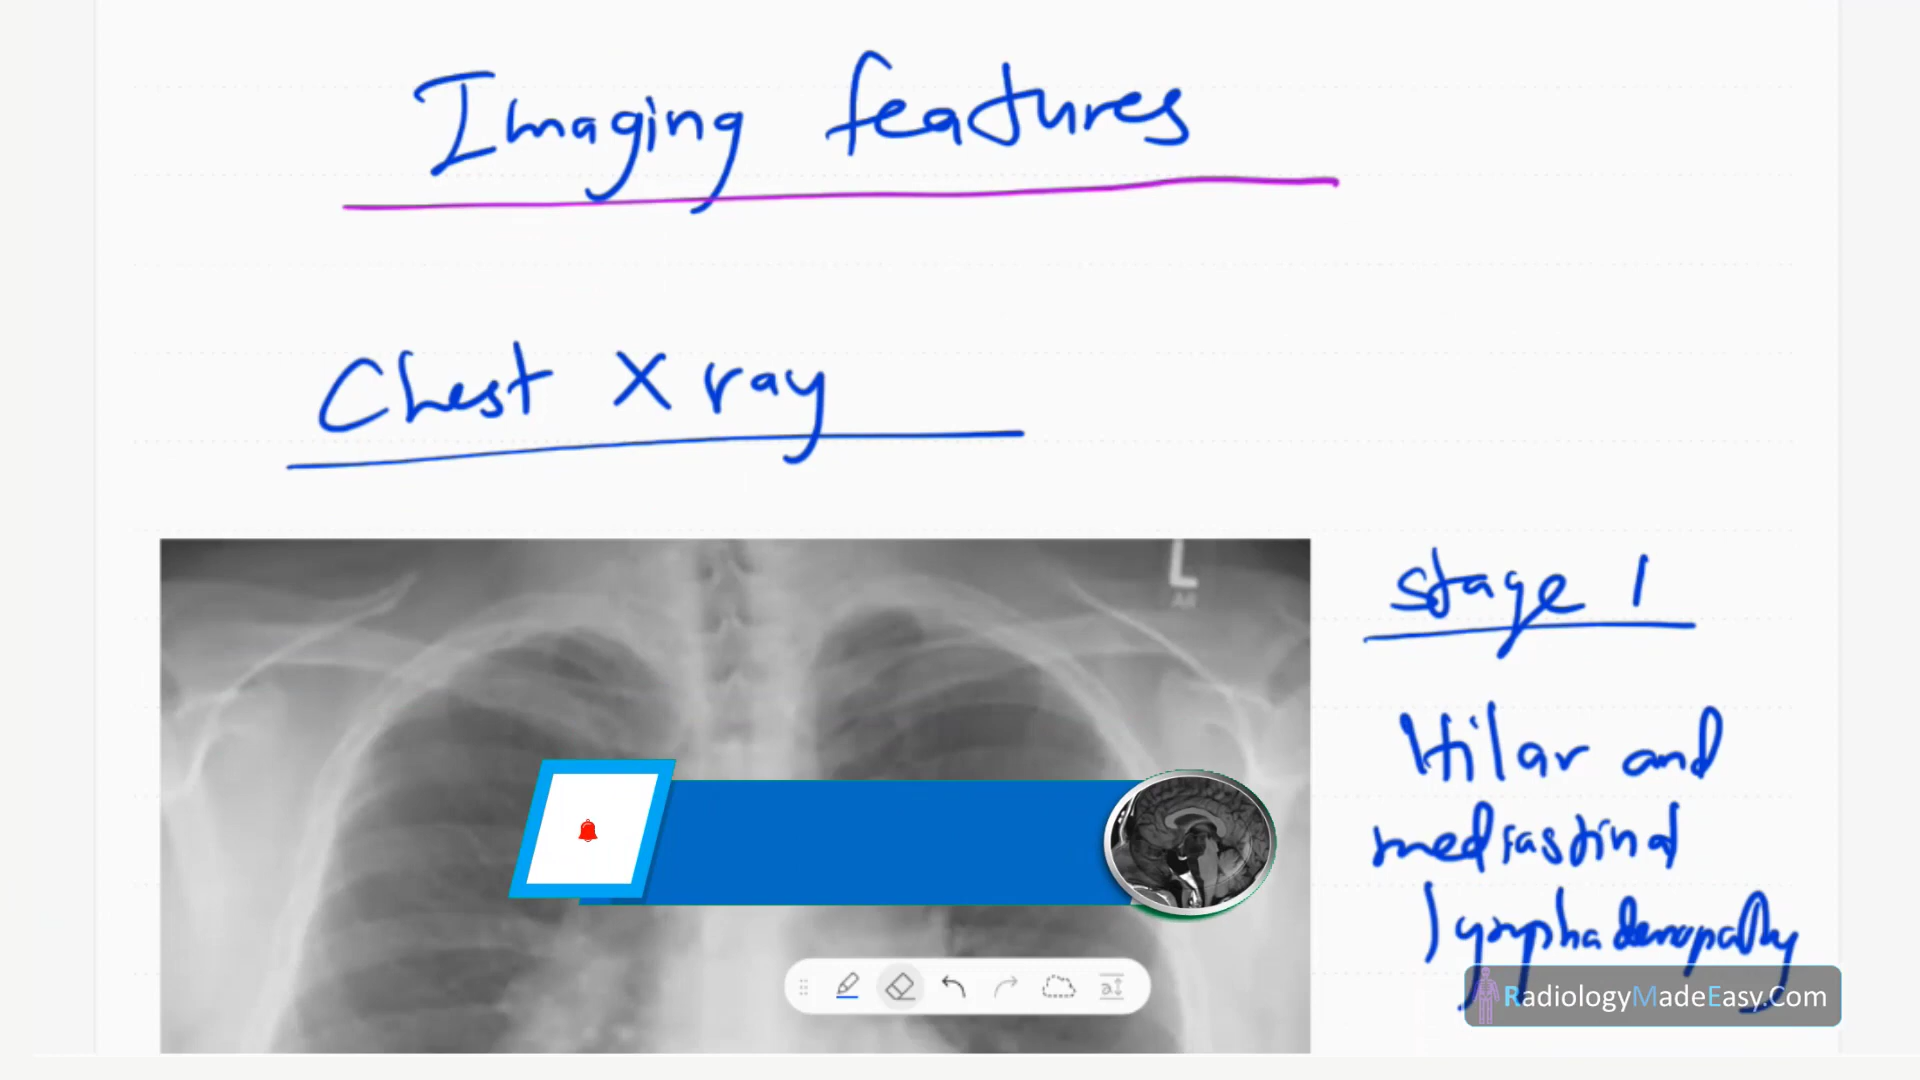 Imaging features
Chest X ray
L
stage 1
Hilar and
mediastinal
lymphadenopathy
RadiologyMadeEasy.Com